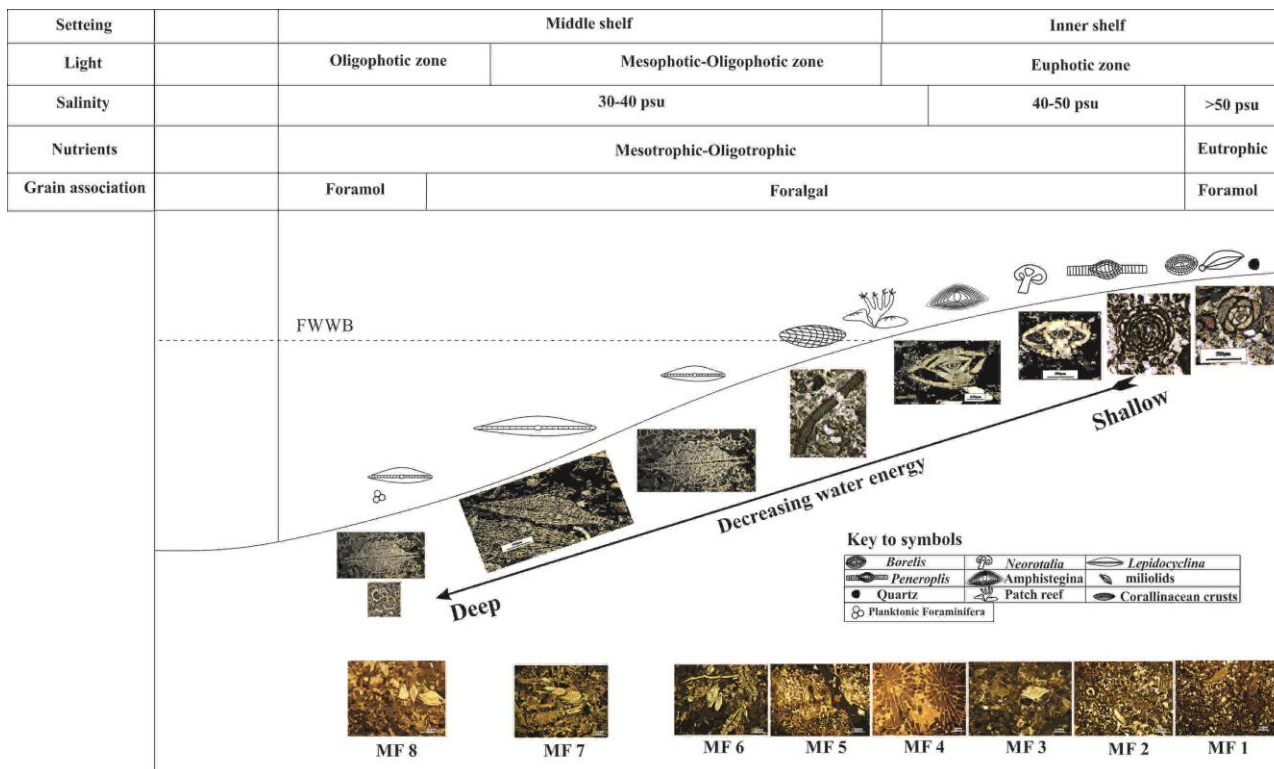 Setteing Middle shelf Inner shelf
Light Oligophotic zone Mesophotic-Oligophotic zone Euphotic zone
Salinity 30-40 psu 40-50 psu >50 psu
Nutrients Mesotrophic-Oligotrophic Eutrophic
Grain association Foramol Foralgal Foramol
FWWB
Shallow
Decreasing water energy
Deep
Key to symbols
Borelis Neorotalia Lepidocyclina
Peneroplis Amphistegina miliolids
Quartz Patch reef Corallinacean crusts
Planktonic Foraminifera
MF 8 MF 7 MF 6 MF 5 MF 4 MF 3 MF 2 MF 1